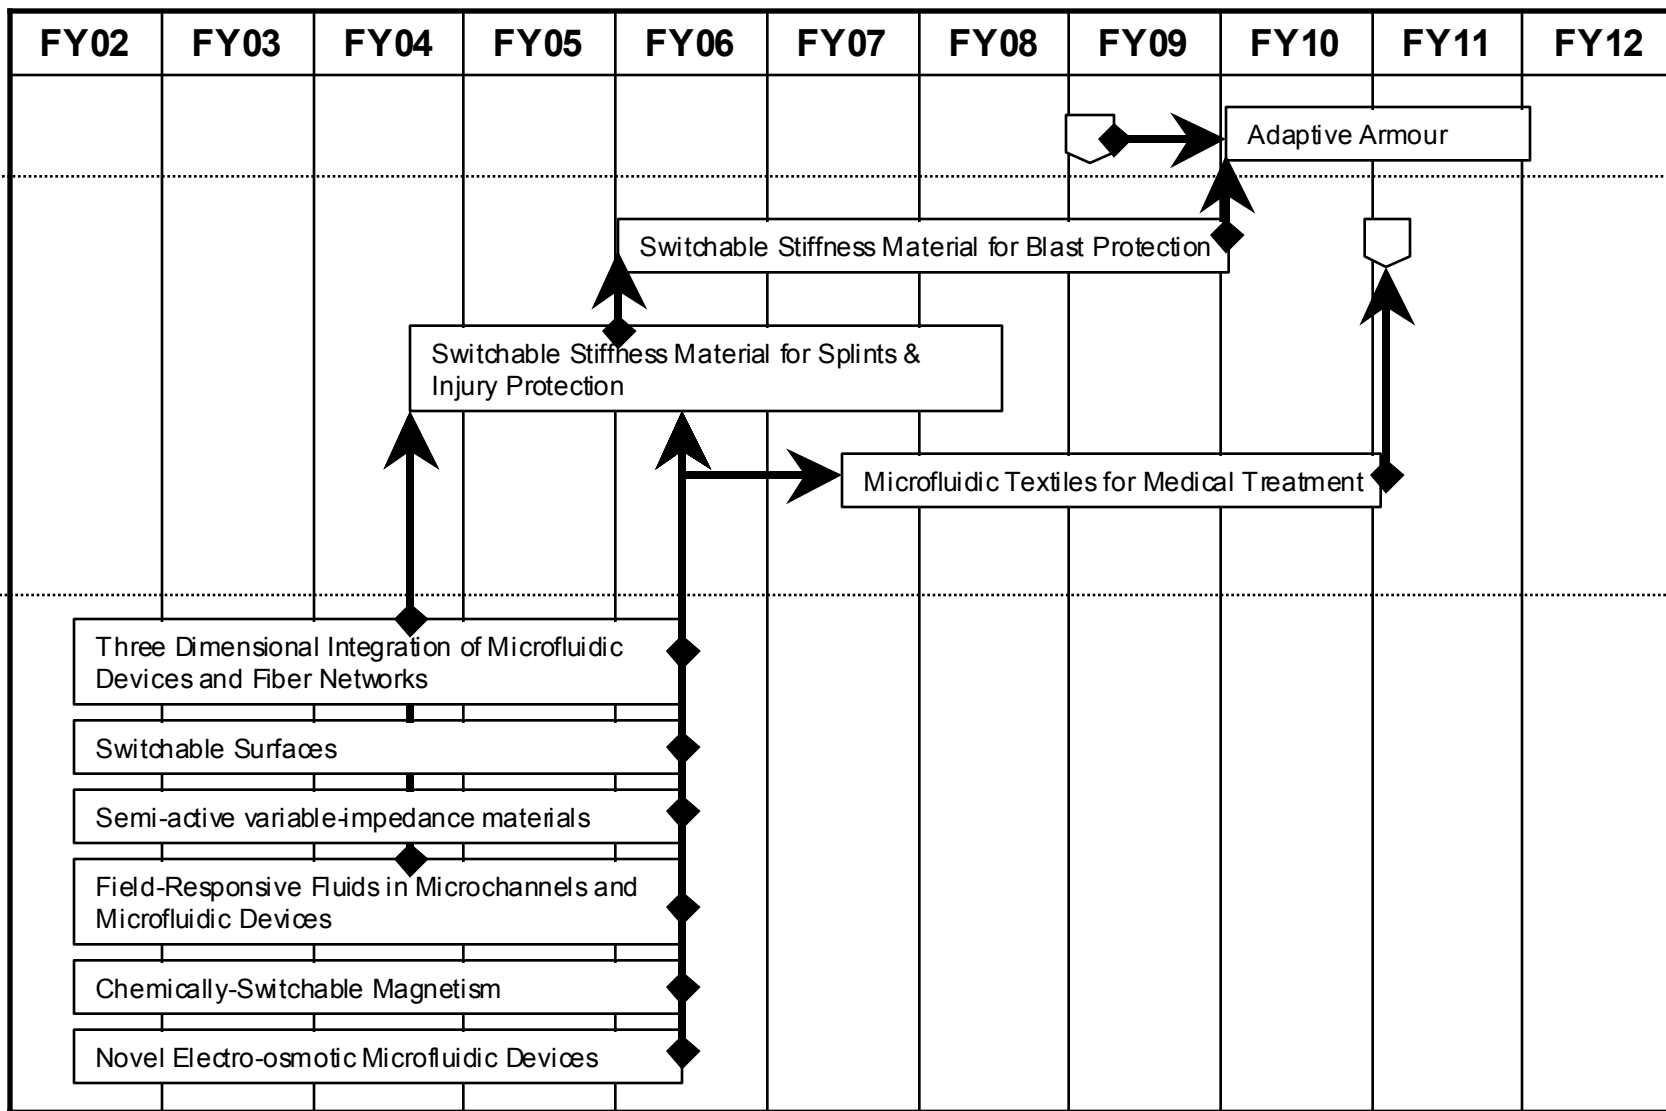 FY02 FY03 FY04 FY05 FY06 FY07 FY08 FY09 FY10 FY11 FY12
Adaptive Armour
Switchable Stiffness Material for Blast Protection
Switchable Stiffness Material for Splints &
Injury Protection
Microfluidic Textiles for Medical Treatment
Three Dimensional Integration of Microfluidic
Devices and Fiber Networks
Switchable Surfaces
Semi-active variable-impedance materials
Field-Responsive Fluids in Microchannels and
Microfluidic Devices
Chemically-Switchable Magnetism
Novel Electro-osmotic Microfluidic Devices